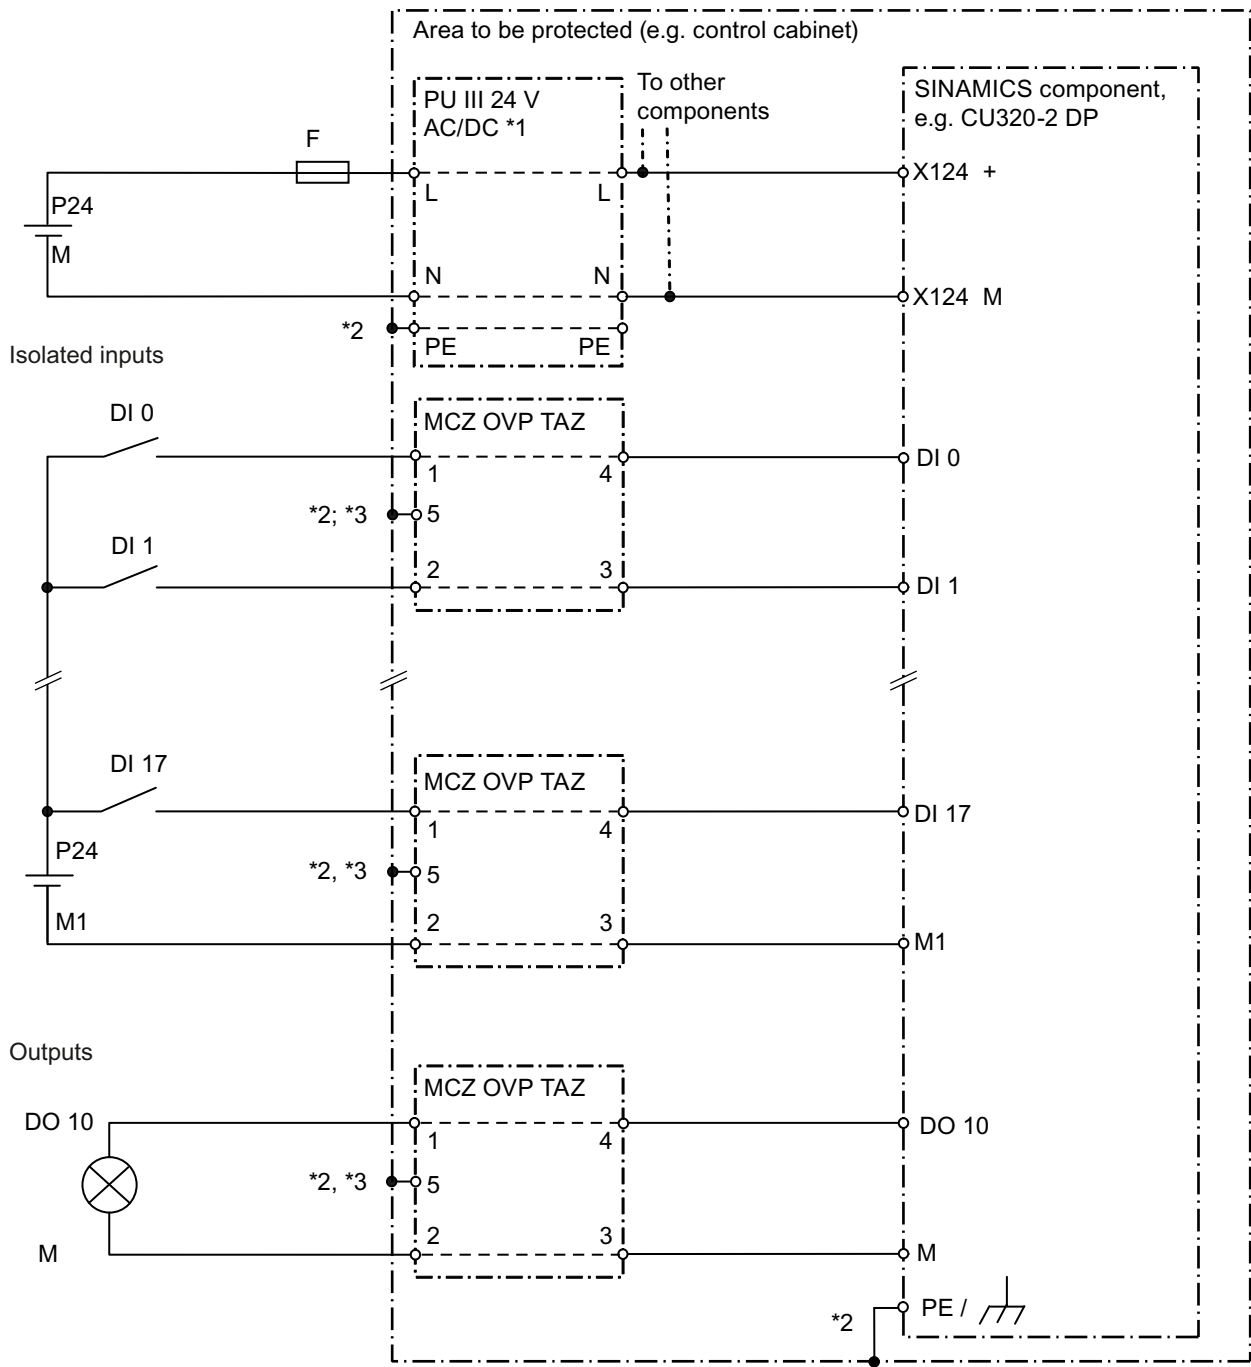 Area to be protected (e.g. control cabinet)
PU III 24 V
AC/DC *1
To other
components
SINAMICS component,
e.g. CU320-2 DP
F
P24
M
L
L
X124 +
N
N
X124 M
*2
PE
PE
Isolated inputs
MCZ OVP TAZ
DI 0
1
4
DI 0
*2; *3
5
DI 1
2
3
DI 1
MCZ OVP TAZ
DI 17
1
4
DI 17
P24
*2, *3
5
M1
2
3
M1
Outputs
MCZ OVP TAZ
DO 10
1
4
DO 10
*2, *3
5
M
2
3
M
*2
PE /